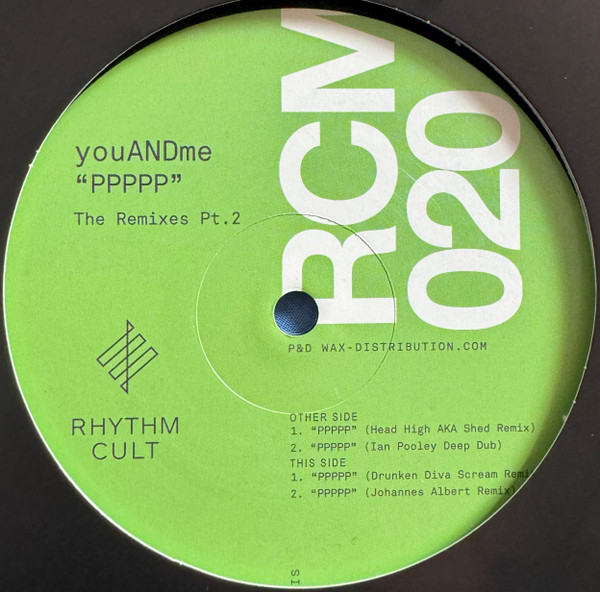 youANDme
“PPPPP”
The Remixes Pt.2
RCM
020
P&D WAX-DISTRIBUTION.COM
RHYTHM
CULT
OTHER SIDE
1. “PPPPP” (Head High AKA Shed Remix)
2. “PPPPP” (Ian Pooley Deep Dub)
THIS SIDE
1. “PPPPP” (Drunken Diva Scream Remi
2. “PPPPP” (Johannes Albert Remix)
IS